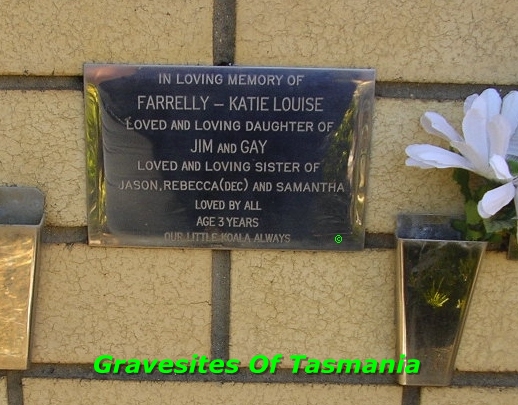 IN LOVING MEMORY OF
FARRELLY – KATIE LOUISE
LOVED AND LOVING DAUGHTER OF
JIM AND GAY
LOVED AND LOVING SISTER OF
JASON, REBECCA(DEC) AND SAMANTHA
LOVED BY ALL
AGE 3 YEARS
OUR LITTLE KOALA ALWAYS
©
Gravesites Of Tasmania